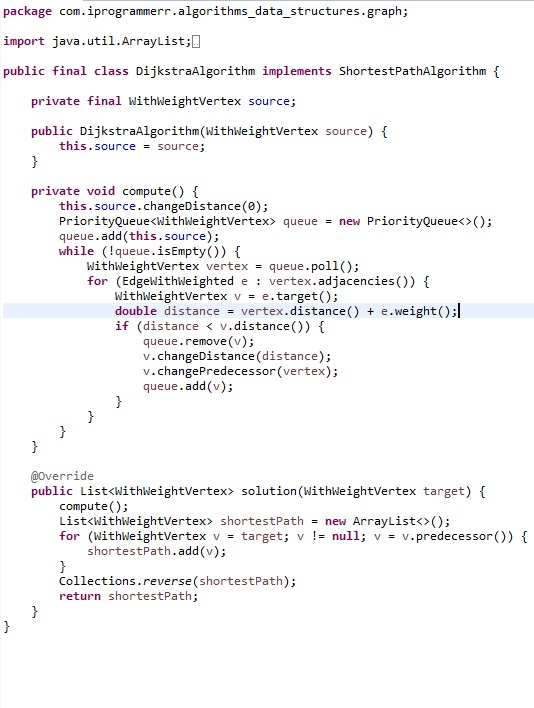 package com.iprogrammerr.algorithms_data_structures.graph;
import java.util.ArrayList;
public final class DijkstraAlgorithm implements ShortestPathAlgorithm {
    private final WithWeightVertex source;
    public DijkstraAlgorithm(WithWeightVertex source) {
        this.source = source;
    }
    private void compute() {
        this.source.changeDistance(0);
        PriorityQueue<WithWeightVertex> queue = new PriorityQueue<>();
        queue.add(this.source);
        while (!queue.isEmpty()) {
            WithWeightVertex vertex = queue.poll();
            for (EdgeWithWeighted e : vertex.adjacencies()) {
                WithWeightVertex v = e.target();
                double distance = vertex.distance() + e.weight();
                if (distance < v.distance()) {
                    queue.remove(v);
                    v.changeDistance(distance);
                    v.changePredecessor(vertex);
                    queue.add(v);
                }
            }
        }
    }
    @Override
    public List<WithWeightVertex> solution(WithWeightVertex target) {
        compute();
        List<WithWeightVertex> shortestPath = new ArrayList<>();
        for (WithWeightVertex v = target; v != null; v = v.predecessor()) {
            shortestPath.add(v);
        }
        Collections.reverse(shortestPath);
        return shortestPath;
    }
}